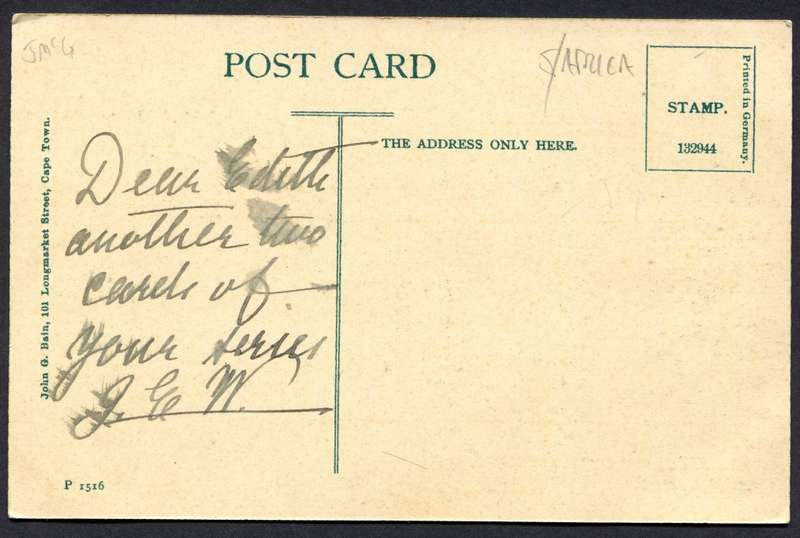 JMcG
S/AFRICA
POST CARD
Printed in Germany.
STAMP.
132944
THE ADDRESS ONLY HERE.
John G. Bain, 101 Longmarket Street, Cape Town.
Dear Edith
another two
cards of
your series
J. E. W.
P 1516